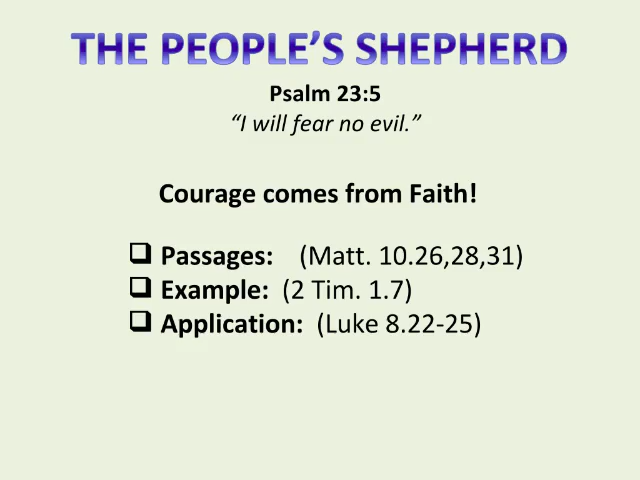 THE PEOPLE’S SHEPHERD
Psalm 23:5
“I will fear no evil.”
Courage comes from Faith!
❑ Passages: (Matt. 10.26,28,31)
❑ Example: (2 Tim. 1.7)
❑ Application: (Luke 8.22-25)